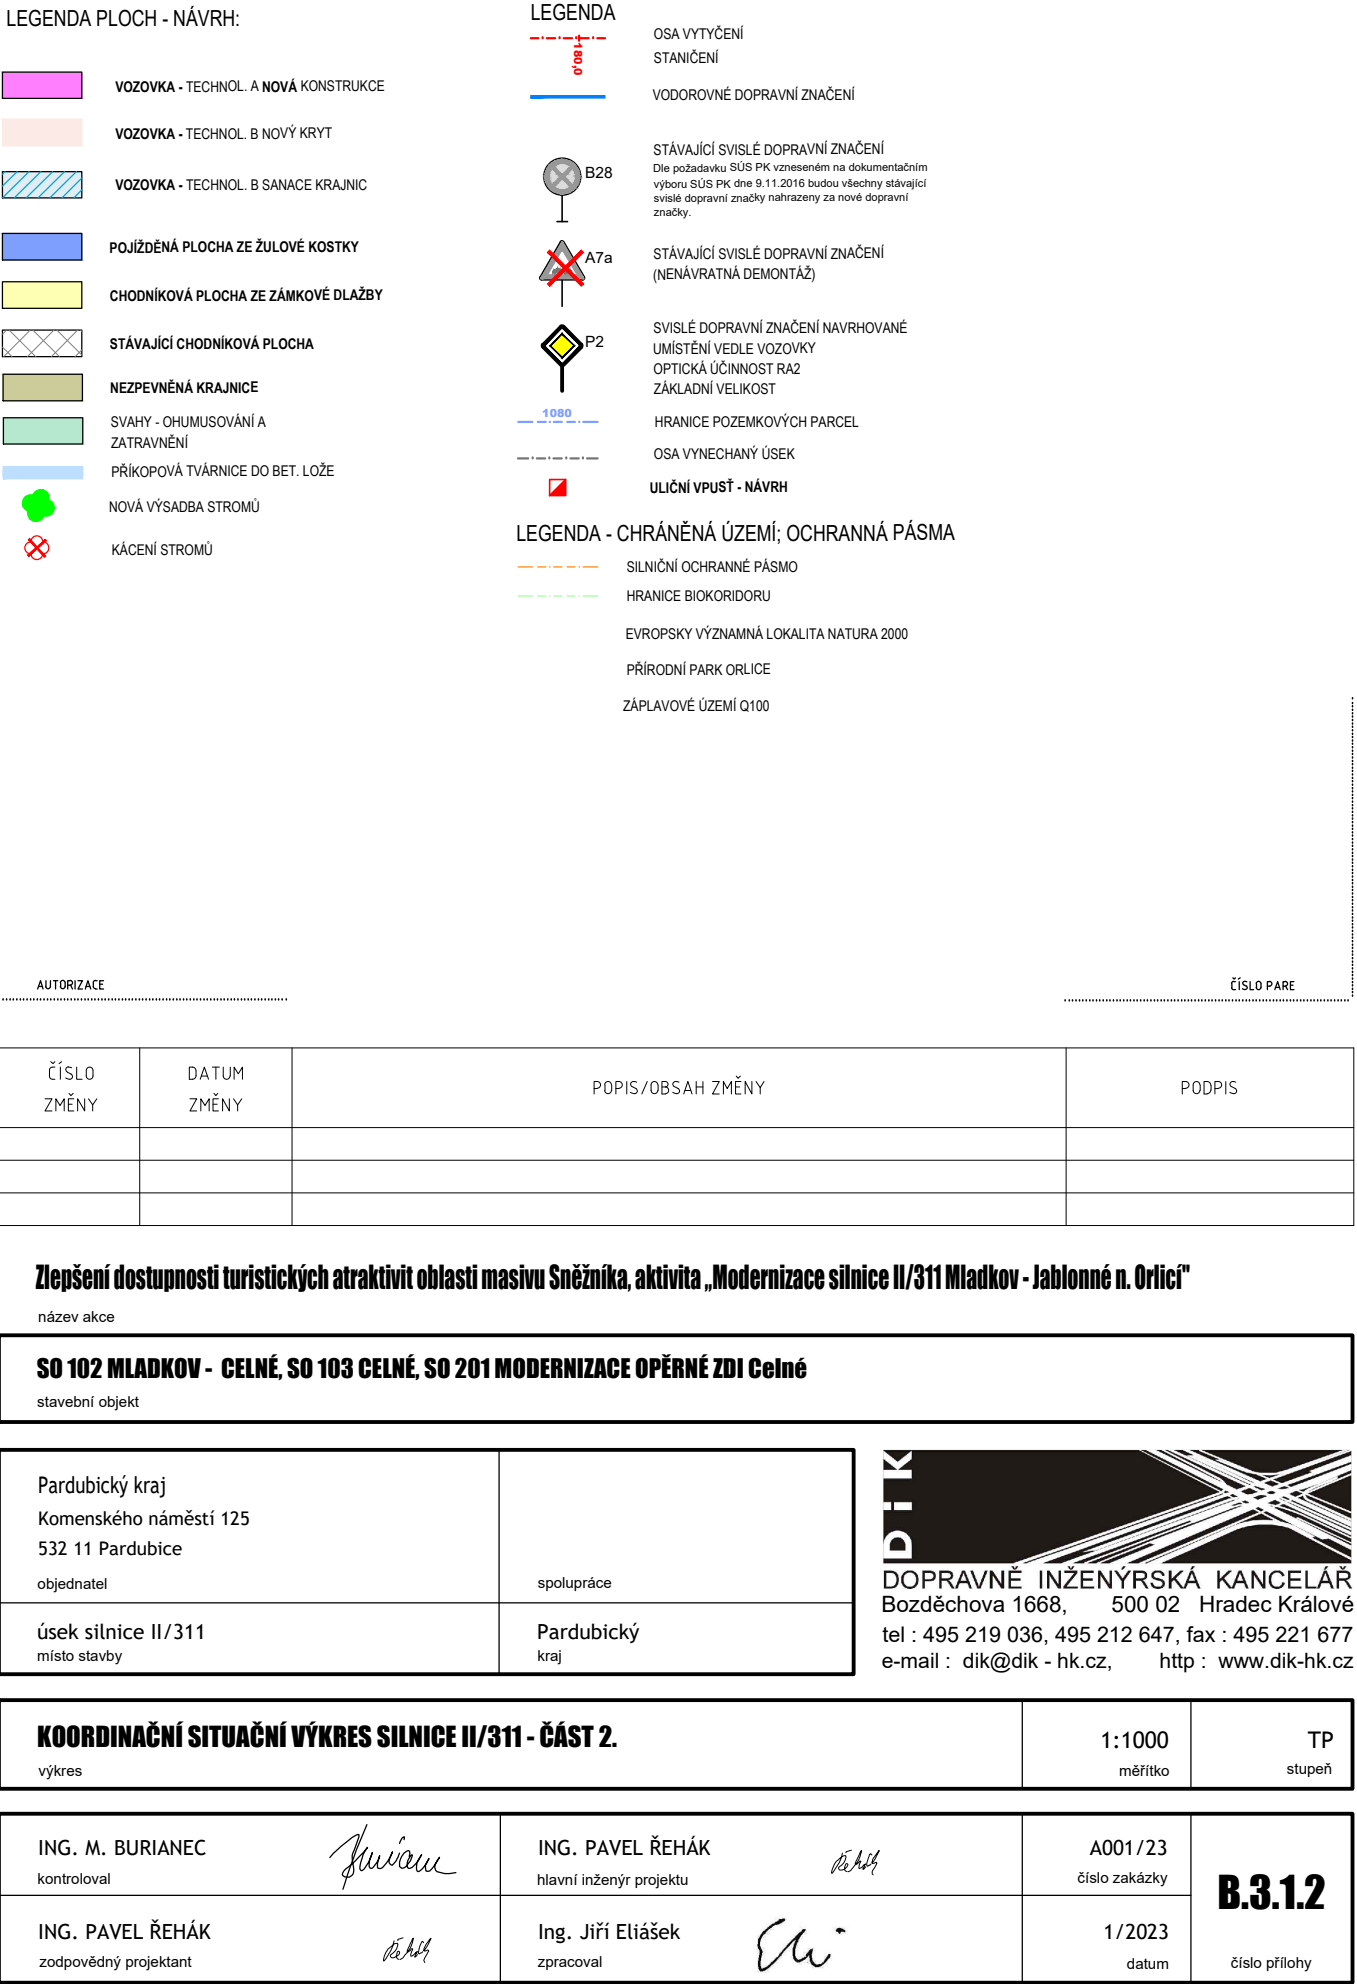 LEGENDA PLOCH - NÁVRH:
VOZOVKA - TECHNOL. A NOVÁ KONSTRUKCE
VOZOVKA - TECHNOL. B NOVÝ KRYT
VOZOVKA - TECHNOL. B SANACE KRAJNIC
POJÍŽDĚNÁ PLOCHA ZE ŽULOVÉ KOSTKY
CHODNÍKOVÁ PLOCHA ZE ZÁMKOVÉ DLAŽBY
STÁVAJÍCÍ CHODNÍKOVÁ PLOCHA
NEZPEVNĚNÁ KRAJNICE
SVAHY - OHUMUSOVÁNÍ A
ZATRAVNĚNÍ
PŘÍKOPOVÁ TVÁRNICE DO BET. LOŽE
NOVÁ VÝSADBA STROMŮ
KÁCENÍ STROMŮ
LEGENDA
OSA VYTYČENÍ
180,0
STANIČENÍ
VODOROVNÉ DOPRAVNÍ ZNAČENÍ
STÁVAJÍCÍ SVISLÉ DOPRAVNÍ ZNAČENÍ
B28
Dle požadavku SÚS PK vzneseném na dokumentačním
výboru SÚS PK dne 9.11.2016 budou všechny stávající
svislé dopravní značky nahrazeny za nové dopravní
značky.
A7a
STÁVAJÍCÍ SVISLÉ DOPRAVNÍ ZNAČENÍ
(NENÁVRATNÁ DEMONTÁŽ)
P2
SVISLÉ DOPRAVNÍ ZNAČENÍ NAVRHOVANÉ
UMÍSTĚNÍ VEDLE VOZOVKY
OPTICKÁ ÚČINNOST RA2
ZÁKLADNÍ VELIKOST
1080
HRANICE POZEMKOVÝCH PARCEL
OSA VYNECHANÝ ÚSEK
ULIČNÍ VPUSŤ - NÁVRH
LEGENDA - CHRÁNĚNÁ ÚZEMÍ; OCHRANNÁ PÁSMA
SILNIČNÍ OCHRANNÉ PÁSMO
HRANICE BIOKORIDORU
EVROPSKY VÝZNAMNÁ LOKALITA NATURA 2000
PŘÍRODNÍ PARK ORLICE
ZÁPLAVOVÉ ÚZEMÍ Q100
AUTORIZACE
ČÍSLO PARE
ČÍSLO ZMĚNY
DATUM ZMĚNY
POPIS/OBSAH ZMĚNY
PODPIS
Zlepšení dostupnosti turistických atraktivit oblasti masivu Sněžníka, aktivita „Modernizace silnice II/311 Mladkov - Jablonné n. Orlicí"
název akce
SO 102 MLADKOV - CELNÉ, SO 103 CELNÉ, SO 201 MODERNIZACE OPĚRNÉ ZDI Celné
stavební objekt
Pardubický kraj
Komenského náměstí 125
532 11 Pardubice
objednatel
spolupráce
úsek silnice II/311
místo stavby
Pardubický
kraj
DiK
DOPRAVNĚ INŽENÝRSKÁ KANCELÁŘ
Bozděchova 1668, 500 02 Hradec Králové
tel : 495 219 036, 495 212 647, fax : 495 221 677
e-mail : dik@dik - hk.cz, http : www.dik-hk.cz
KOORDINAČNÍ SITUAČNÍ VÝKRES SILNICE II/311 - ČÁST 2.
výkres
1:1000
měřítko
TP
stupeň
ING. M. BURIANEC
kontroloval
ING. PAVEL ŘEHÁK
hlavní inženýr projektu
Řehák
A001/23
číslo zakázky
B.3.1.2
číslo přílohy
ING. PAVEL ŘEHÁK
zodpovědný projektant
Řehák
Ing. Jiří Eliášek
zpracoval
1/2023
datum